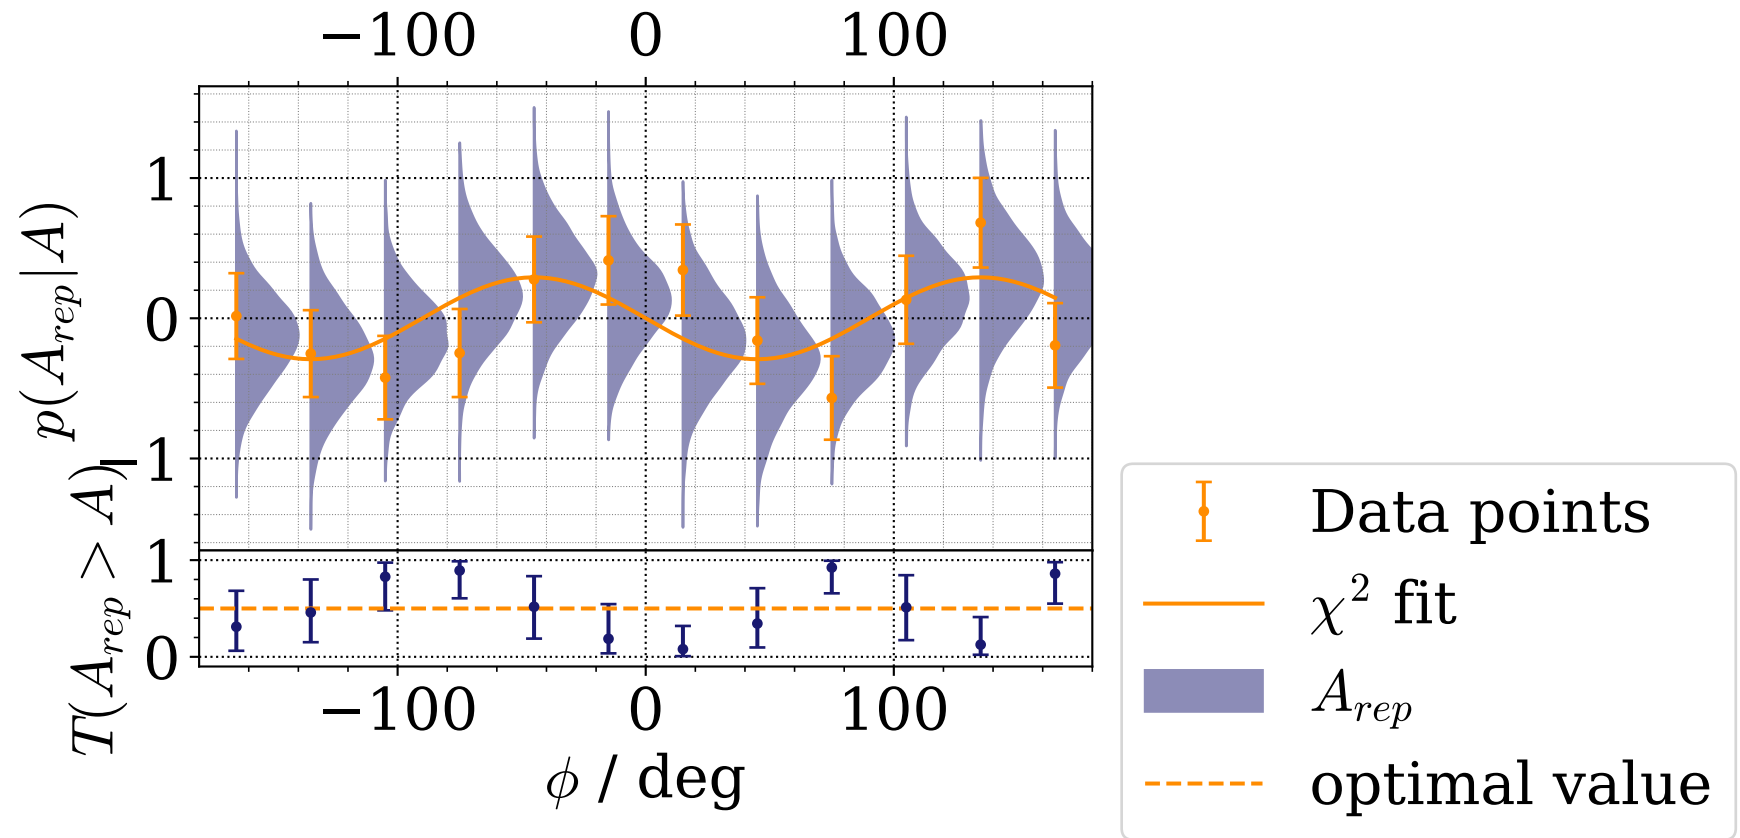 −100 0 100
p(A_rep|A)
1
0
−1
T(A_rep > A)
1
0
−100 0 100
ϕ / deg
Data points
χ² fit
A_rep
optimal value